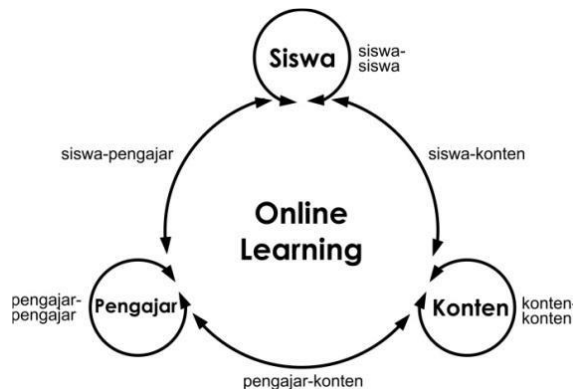 Siswa
siswa-
siswa
siswa-pengajar
siswa-konten
Online
Learning
pengajar-
pengajar
Pengajar
Konten
konten-
konten
pengajar-konten